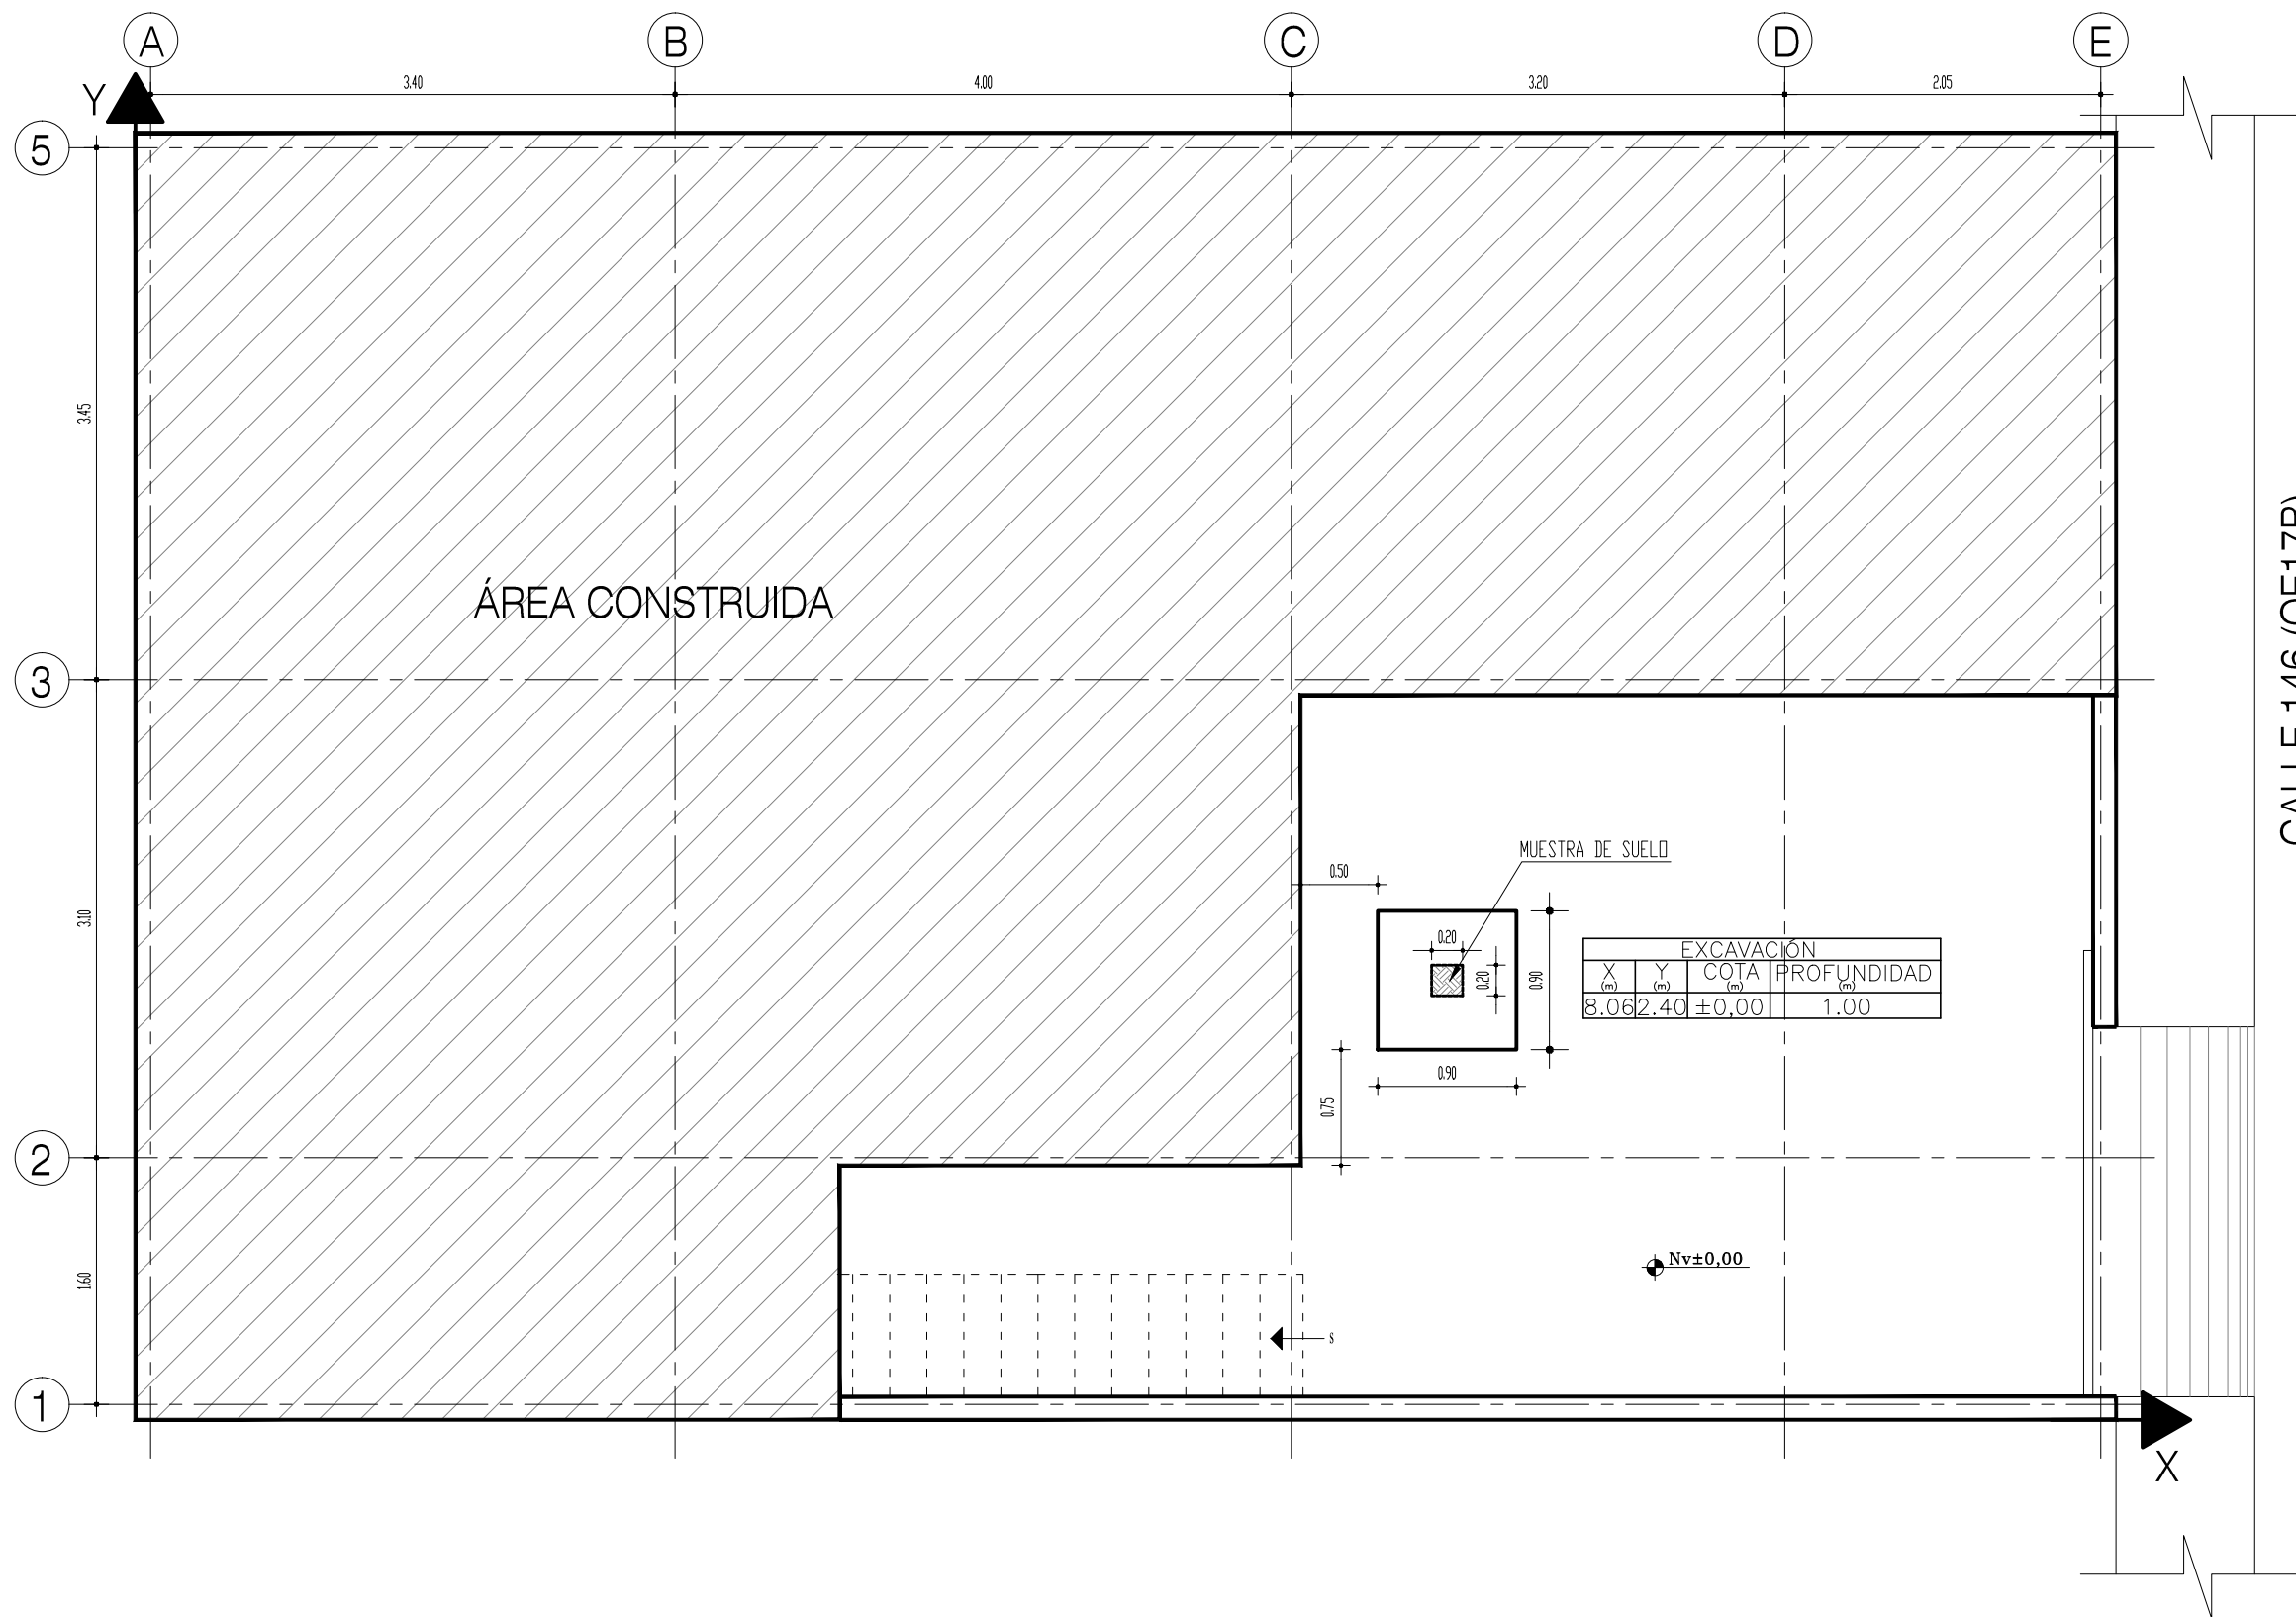 A B C D E
3.40 4.00 3.20 2.05
Y
5
3.45
ÁREA CONSTRUIDA
3
MUESTRA DE SUELO
0.50
3.10
0.20
0.20
0.90
0.90
0.75
EXCAVACIÓN
X Y COTA PROFUNDIDAD
(m) (m) (m) (m)
8.06 2.40 ±0,00 1.00
2
Nv±0,00
1.60
S
1
X